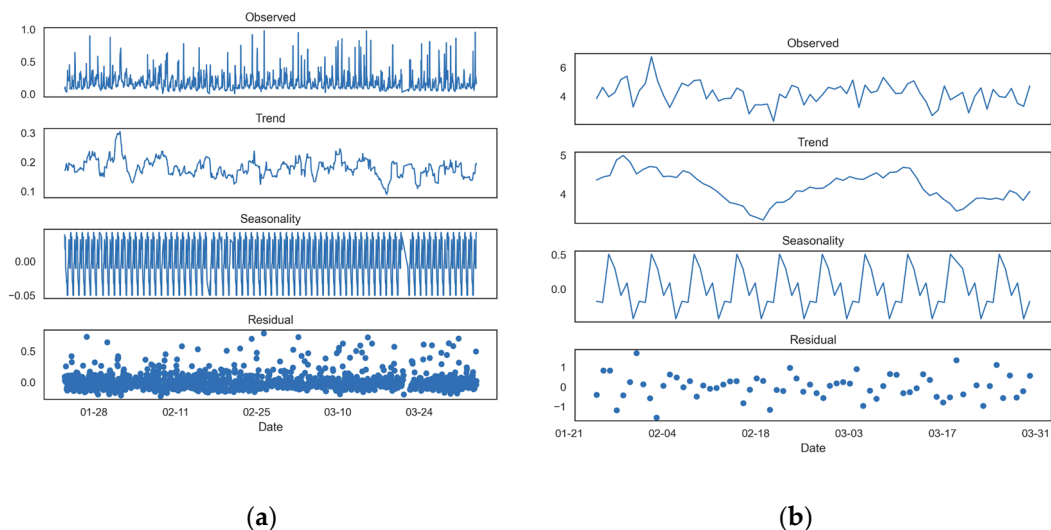 Observed
1.0
0.5
0.0
Trend
0.3
0.2
0.1
Seasonality
0.00
−0.05
Residual
0.5
0.0
01-28 02-11 02-25 03-10 03-24
Date
(a)
Observed
6
4
Trend
5
4
Seasonality
0.5
0.0
Residual
1
0
−1
01-21 02-04 02-18 03-03 03-17 03-31
Date
(b)